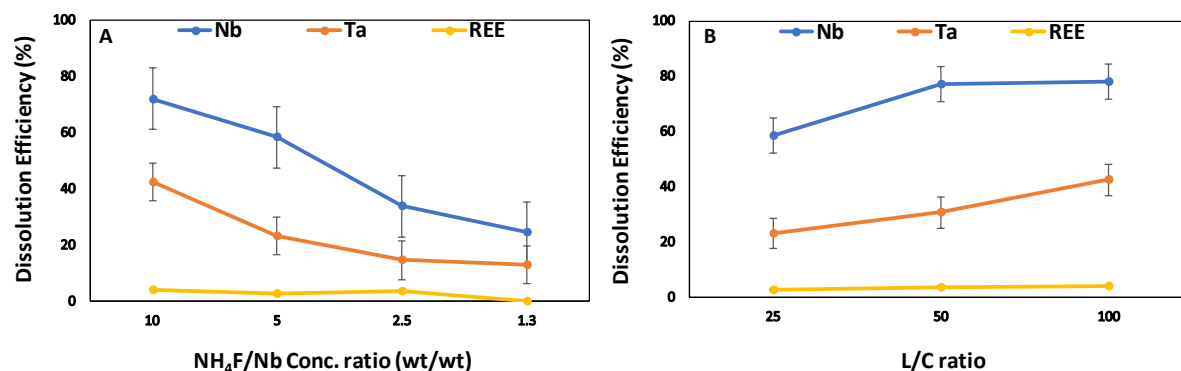 A
Nb Ta REE
Dissolution Efficiency (%)
100
80
60
40
20
0
10 5 2.5 1.3
NH₄F/Nb Conc. ratio (wt/wt)
B
Nb Ta REE
Dissolution Efficiency (%)
100
80
60
40
20
0
25 50 100
L/C ratio